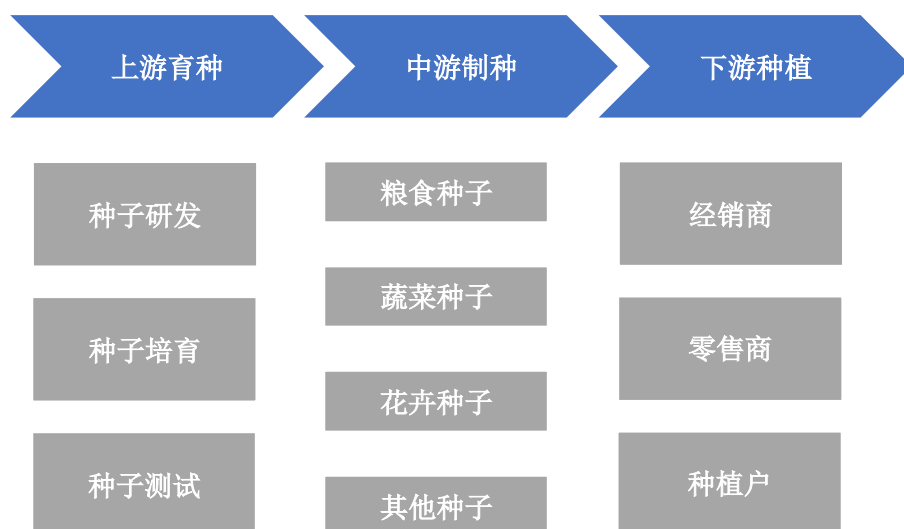 上游育种
中游制种
下游种植
种子研发
种子培育
种子测试
粮食种子
蔬菜种子
花卉种子
其他种子
经销商
零售商
种植户